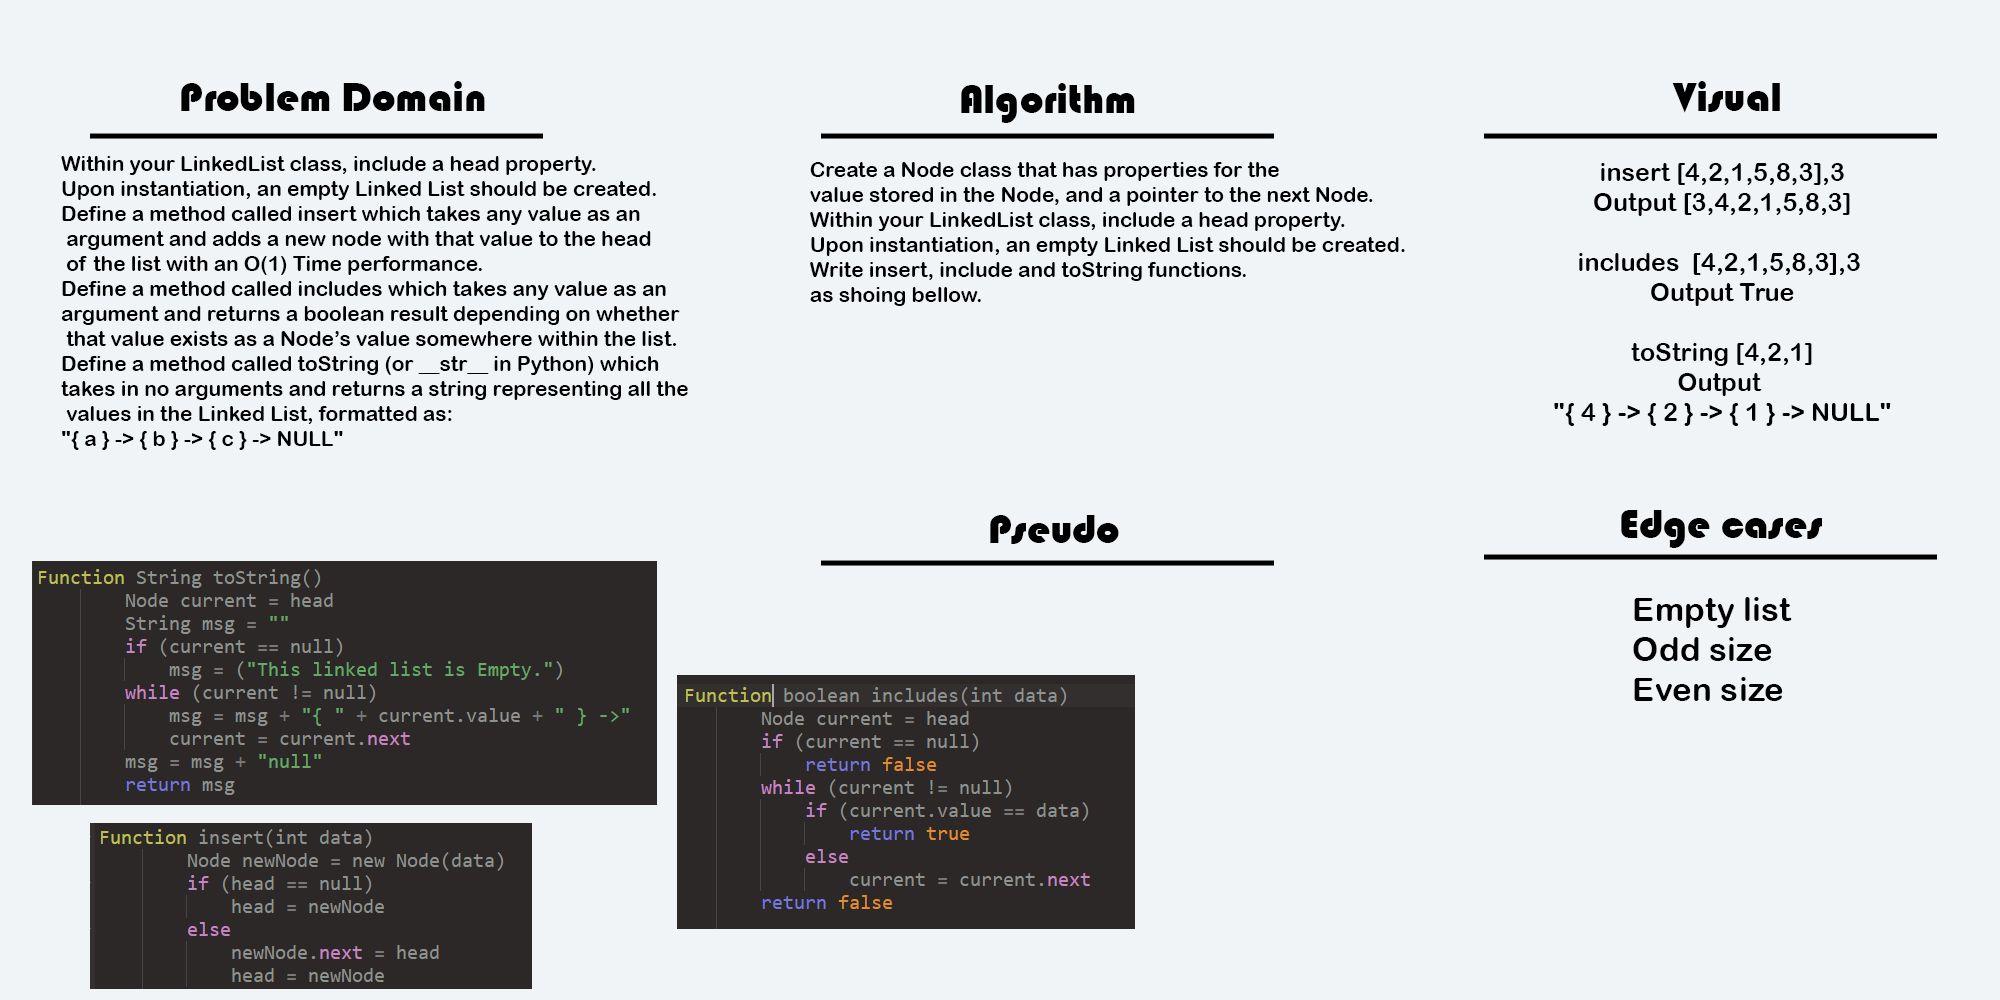 Problem Domain
Within your LinkedList class, include a head property.
Upon instantiation, an empty Linked List should be created.
Define a method called insert which takes any value as an
argument and adds a new node with that value to the head
of the list with an O(1) Time performance.
Define a method called includes which takes any value as an
argument and returns a boolean result depending on whether
that value exists as a Node’s value somewhere within the list.
Define a method called toString (or __str__ in Python) which
takes in no arguments and returns a string representing all the
values in the Linked List, formatted as:
"{ a } -> { b } -> { c } -> NULL"
Algorithm
Create a Node class that has properties for the
value stored in the Node, and a pointer to the next Node.
Within your LinkedList class, include a head property.
Upon instantiation, an empty Linked List should be created.
Write insert, include and toString functions.
as shoing bellow.
Visual
insert [4,2,1,5,8,3],3
Output [3,4,2,1,5,8,3]
includes  [4,2,1,5,8,3],3
Output True
toString [4,2,1]
Output
"{ 4 } -> { 2 } -> { 1 } -> NULL"
Function String toString()
Node current = head
String msg = ""
if (current == null)
msg = ("This linked list is Empty.")
while (current != null)
msg = msg + "{ " + current.value + " } ->"
current = current.next
msg = msg + "null"
return msg
Function insert(int data)
Node newNode = new Node(data)
if (head == null)
head = newNode
else
newNode.next = head
head = newNode
Pseudo
Function boolean includes(int data)
Node current = head
if (current == null)
return false
while (current != null)
if (current.value == data)
return true
else
current = current.next
return false
Edge cases
Empty list
Odd size
Even size